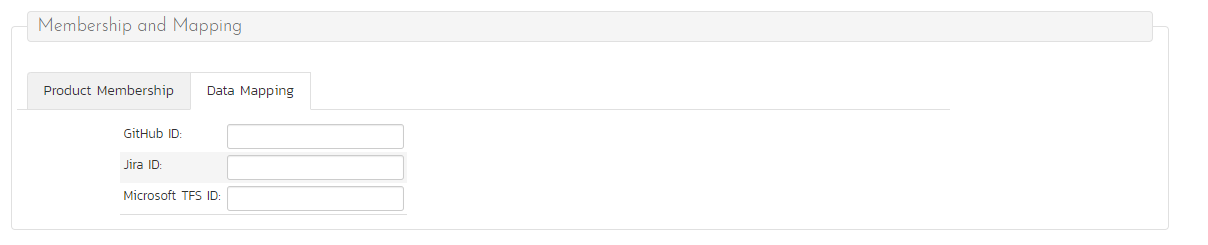 Membership and Mapping
Product Membership Data Mapping
GitHub ID:
Jira ID:
Microsoft TFS ID: